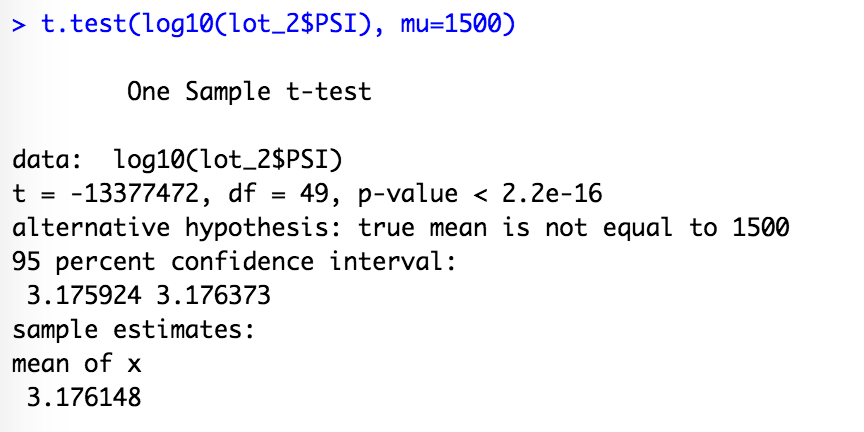 > t.test(log10(lot_2$PSI), mu=1500)
One Sample t-test
data:  log10(lot_2$PSI)
t = -13377472, df = 49, p-value < 2.2e-16
alternative hypothesis: true mean is not equal to 1500
95 percent confidence interval:
3.175924 3.176373
sample estimates:
mean of x
3.176148